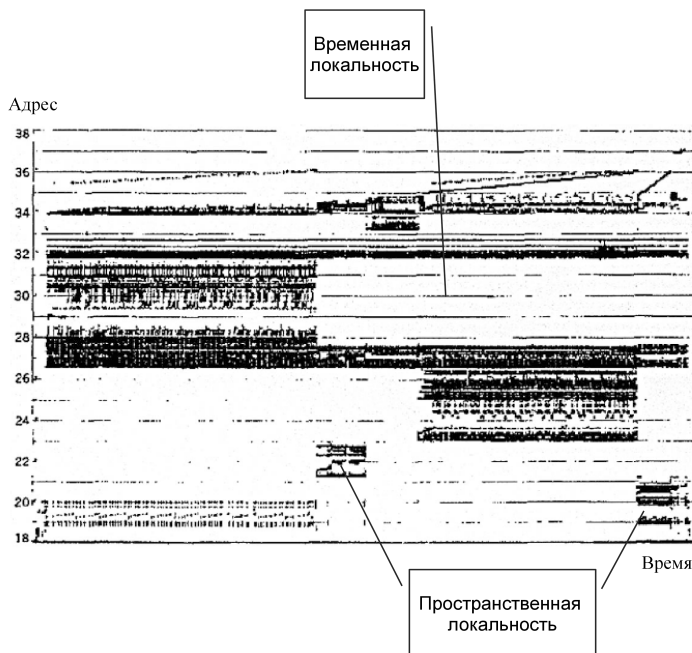 Временная
локальность
Адрес
38
36
34
32
30
28
26
24
22
20
18
Время
Пространственная
локальность